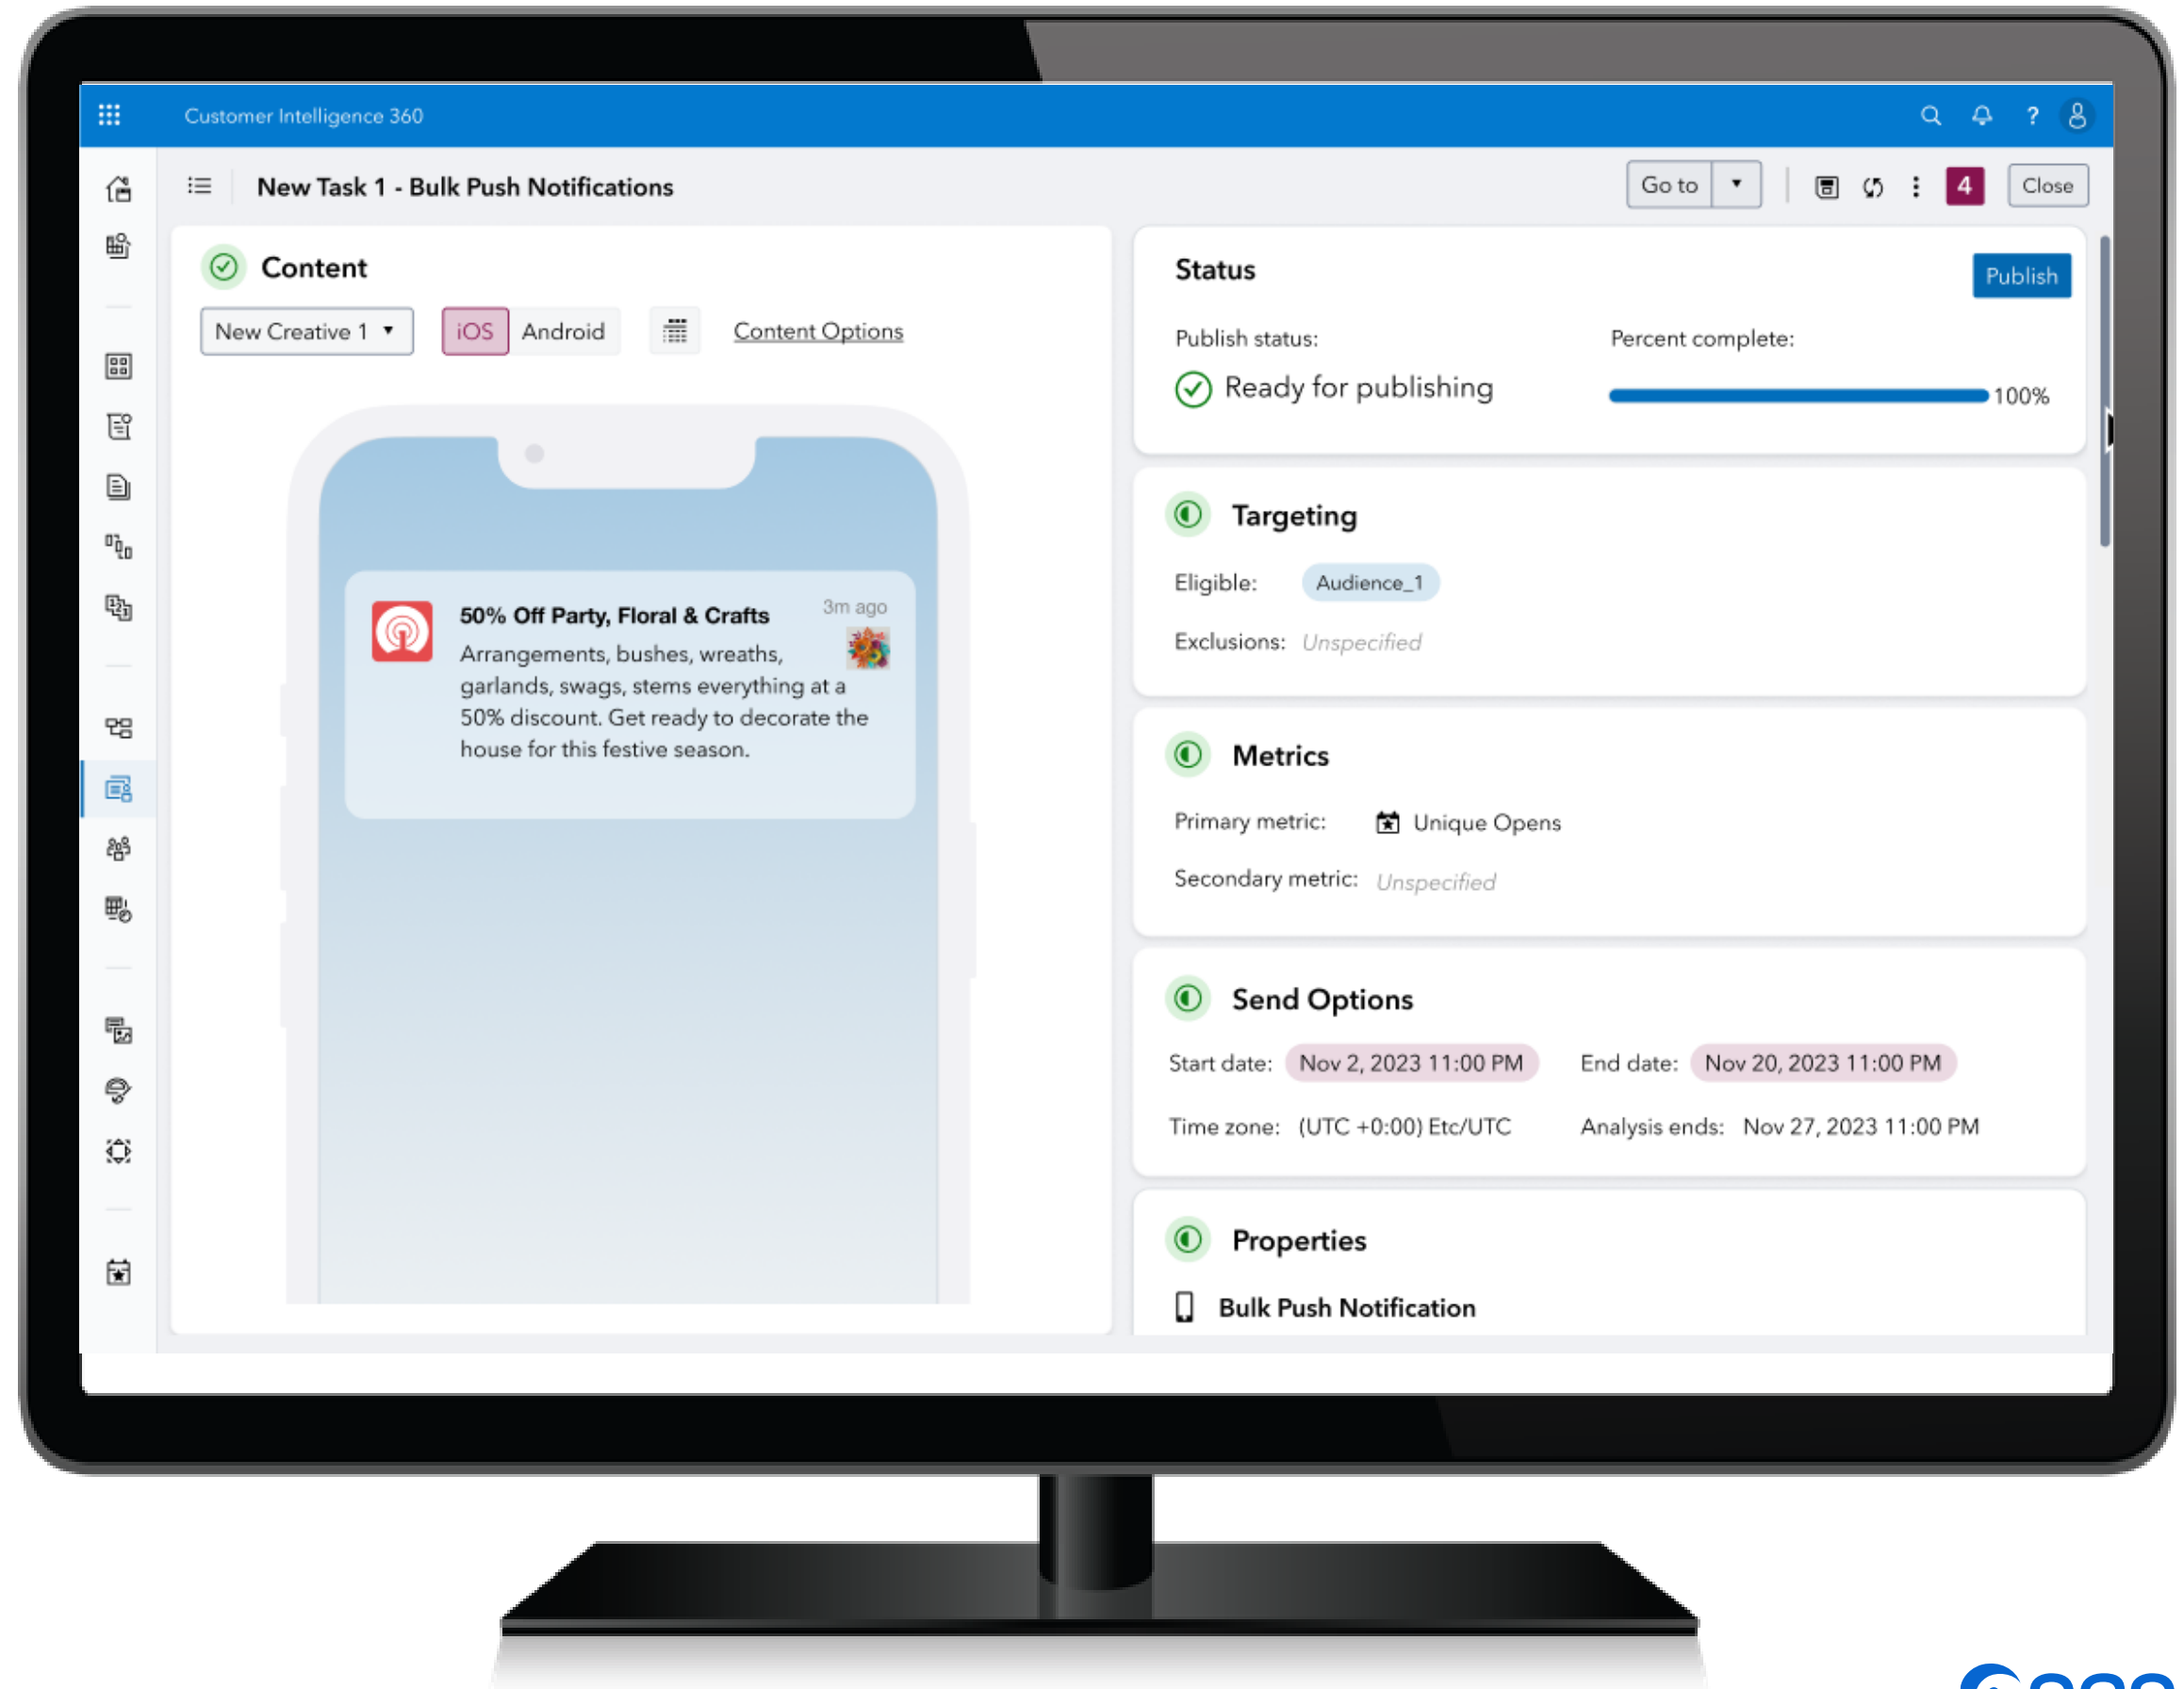 Customer Intelligence 360
?
New Task 1 - Bulk Push Notifications
Go to
4
Close
Content
New Creative 1
iOS
Android
Content Options
50% Off Party, Floral & Crafts
3m ago
Arrangements, bushes, wreaths,
garlands, swags, stems everything at a
50% discount. Get ready to decorate the
house for this festive season.
Status
Publish
Publish status:
Percent complete:
Ready for publishing
100%
Targeting
Eligible:
Audience_1
Exclusions:
Unspecified
Metrics
Primary metric:
Unique Opens
Secondary metric:
Unspecified
Send Options
Start date:
Nov 2, 2023 11:00 PM
End date:
Nov 20, 2023 11:00 PM
Time zone:
(UTC +0:00) Etc/UTC
Analysis ends:
Nov 27, 2023 11:00 PM
Properties
Bulk Push Notification